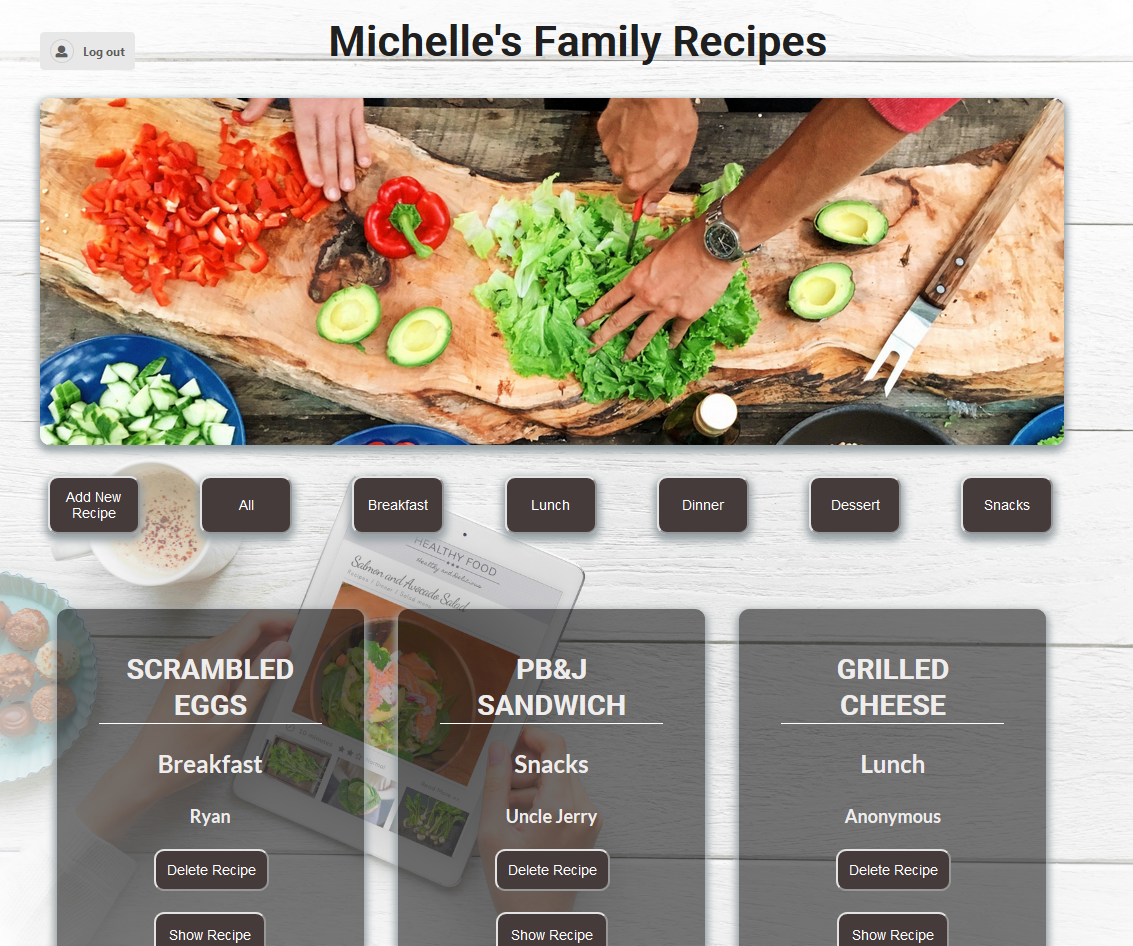 Log out
Michelle's Family Recipes
Add New
Recipe
All
Breakfast
Lunch
Dinner
Dessert
Snacks
HEALTHY FOOD
Salmon and Avocado Salad
SCRAMBLED
EGGS
Breakfast
Ryan
Delete Recipe
Show Recipe
PB&J
SANDWICH
Snacks
Uncle Jerry
Delete Recipe
Show Recipe
GRILLED
CHEESE
Lunch
Anonymous
Delete Recipe
Show Recipe